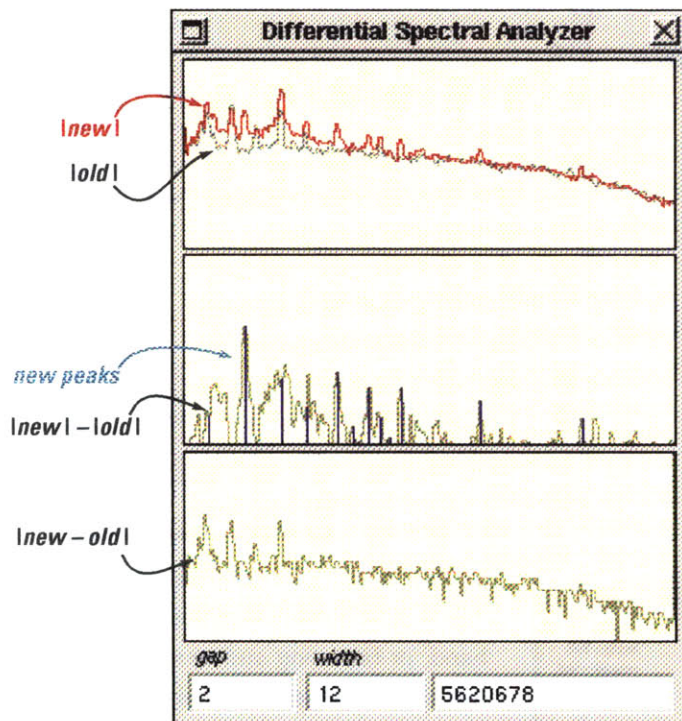 Differential Spectral Analyzer
|new|
|old|
new peaks
|new| – |old|
|new – old|
gap width
2 12 5620678